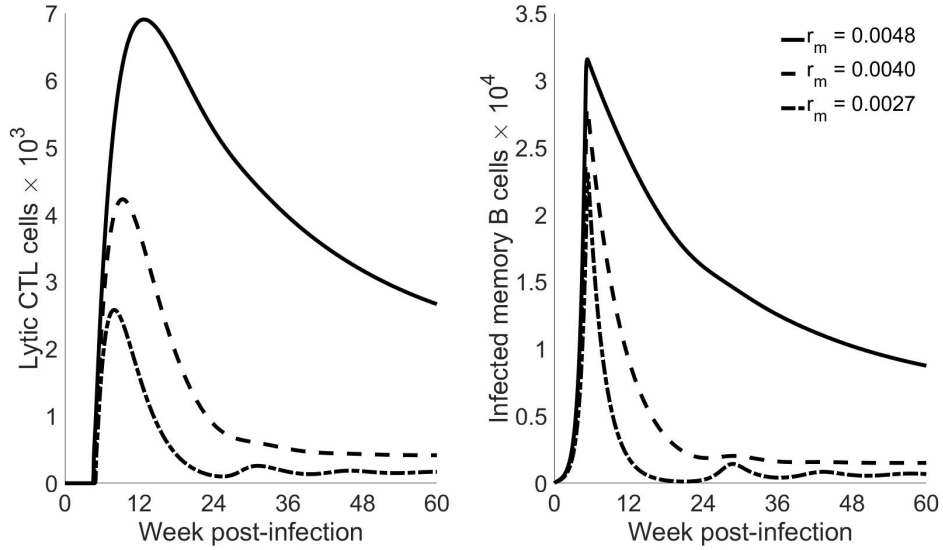 Lytic CTL cells × 10³
7
6
5
4
3
2
1
0
0 12 24 36 48 60
Week post-infection
Infected memory B cells × 10⁴
3.5
3
2.5
2
1.5
1
0.5
0
0 12 24 36 48 60
Week post-infection
r_m = 0.0048
r_m = 0.0040
r_m = 0.0027